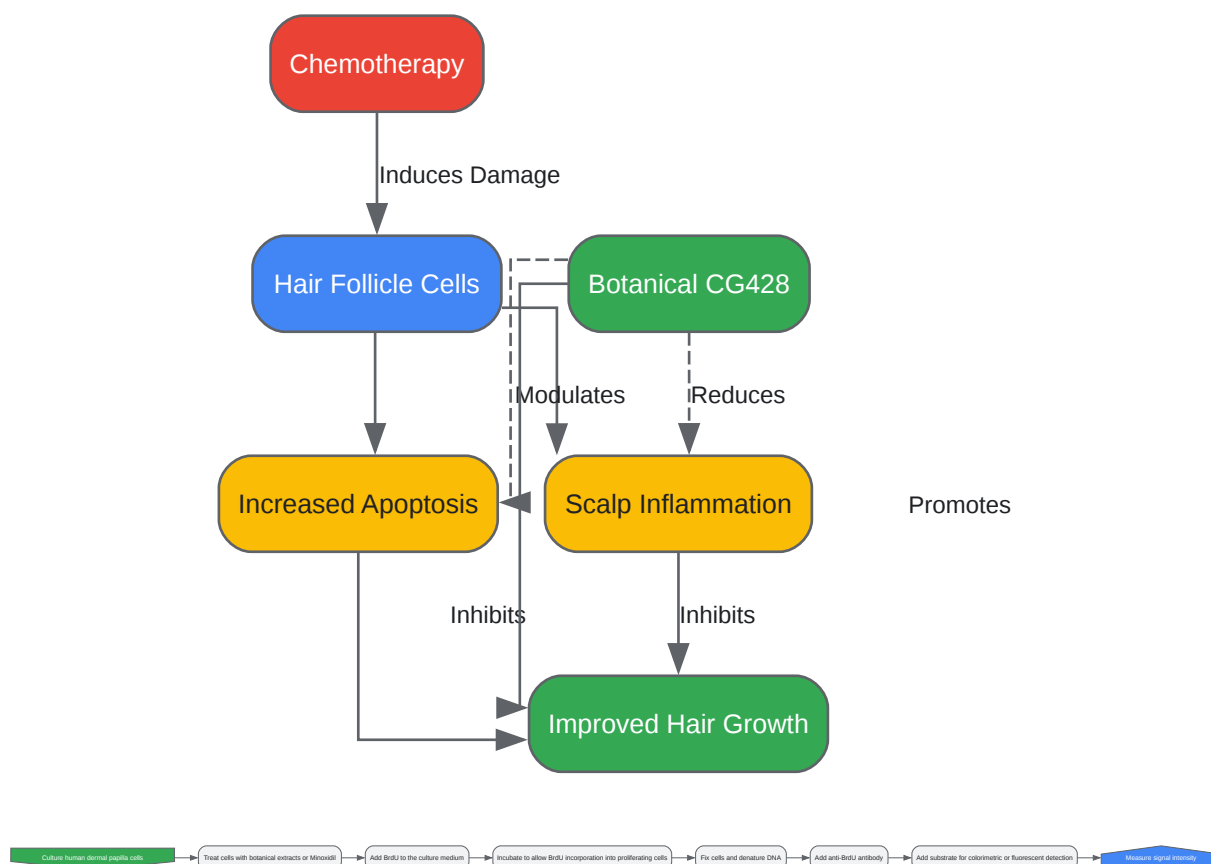 Chemotherapy
Induces Damage
Hair Follicle Cells
Botanical CG428
Modulates
Reduces
Increased Apoptosis
Scalp Inflammation
Promotes
Inhibits
Inhibits
Improved Hair Growth
Culture human dermal papilla cells
Treat cells with botanical extracts or Minoxidil
Add BrdU to the culture medium
Incubate to allow BrdU incorporation into proliferating cells
Fix cells and denature DNA
Add anti-BrdU antibody
Add substrate for colorimetric or fluorescent detection
Measure signal intensity